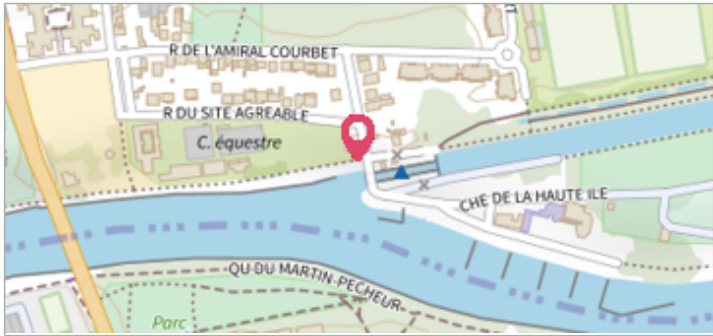 R DE L'AMIRAL COURBET
R DU SITE AGREABLE
C. équestre
CHE DE LA HAUTE ILE
QU DU MARTIN-PECHEUR
Parc